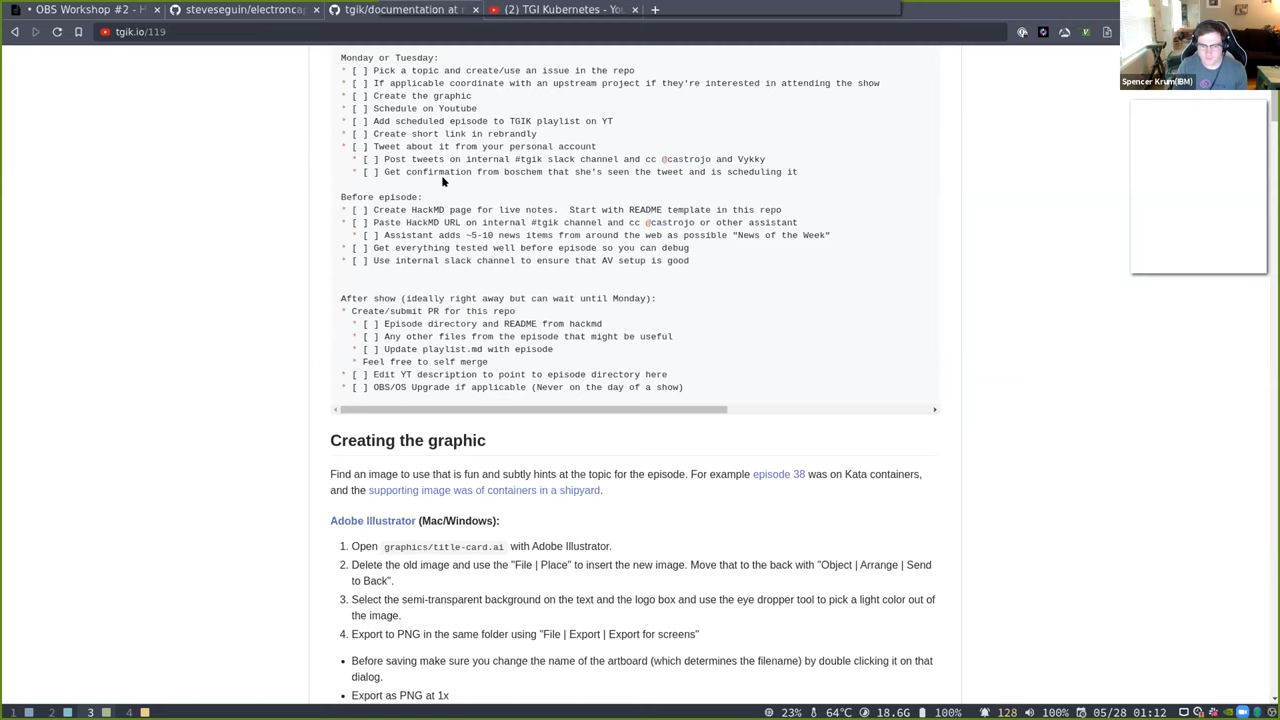 OBS Workshop #2 - H
steveseguin/electroncap
tgik/documentation at
(2) TGI Kubernetes - You
tgik.io/119
Spencer Krum(IBM)
Monday or Tuesday:
* [ ] Pick a topic and create/use an issue in the repo
* [ ] If applicable coordinate with an upstream project if they're interested in attending the show
* [ ] Create the graphic
* [ ] Schedule on Youtube
* [ ] Add scheduled episode to TGIK playlist on YT
* [ ] Create short link in rebrandly
* [ ] Tweet about it from your personal account
* [ ] Post tweets on internal #tgik slack channel and cc @castrojo and Vykky
* [ ] Get confirmation from boschem that she's seen the tweet and is scheduling it
Before episode:
* [ ] Create HackMD page for live notes.  Start with README template in this repo
* [ ] Paste HackMD URL on internal #tgik channel and cc @castrojo or other assistant
* [ ] Assistant adds ~5-10 news items from around the web as possible "News of the Week"
* [ ] Get everything tested well before episode so you can debug
* [ ] Use internal slack channel to ensure that AV setup is good
After show (ideally right away but can wait until Monday):
* Create/submit PR for this repo
* [ ] Episode directory and README from hackmd
* [ ] Any other files from the episode that might be useful
* [ ] Update playlist.md with episode
* Feel free to self merge
* [ ] Edit YT description to point to episode directory here
* [ ] OBS/OS Upgrade if applicable (Never on the day of a show)
Creating the graphic
Find an image to use that is fun and subtly hints at the topic for the episode. For example episode 38 was on Kata containers,
and the supporting image was of containers in a shipyard.
Adobe Illustrator (Mac/Windows):
1. Open graphics/title-card.ai with Adobe Illustrator.
2. Delete the old image and use the "File | Place" to insert the new image. Move that to the back with "Object | Arrange | Send
to Back".
3. Select the semi-transparent background on the text and the logo box and use the eye dropper tool to pick a light color out of
the image.
4. Export to PNG in the same folder using "File | Export | Export for screens"
• Before saving make sure you change the name of the artboard (which determines the filename) by double clicking it on that
dialog.
• Export as PNG at 1x
1 2 3 4 23% 64°C 18.6G 100% 128 100% 05/28 01:12